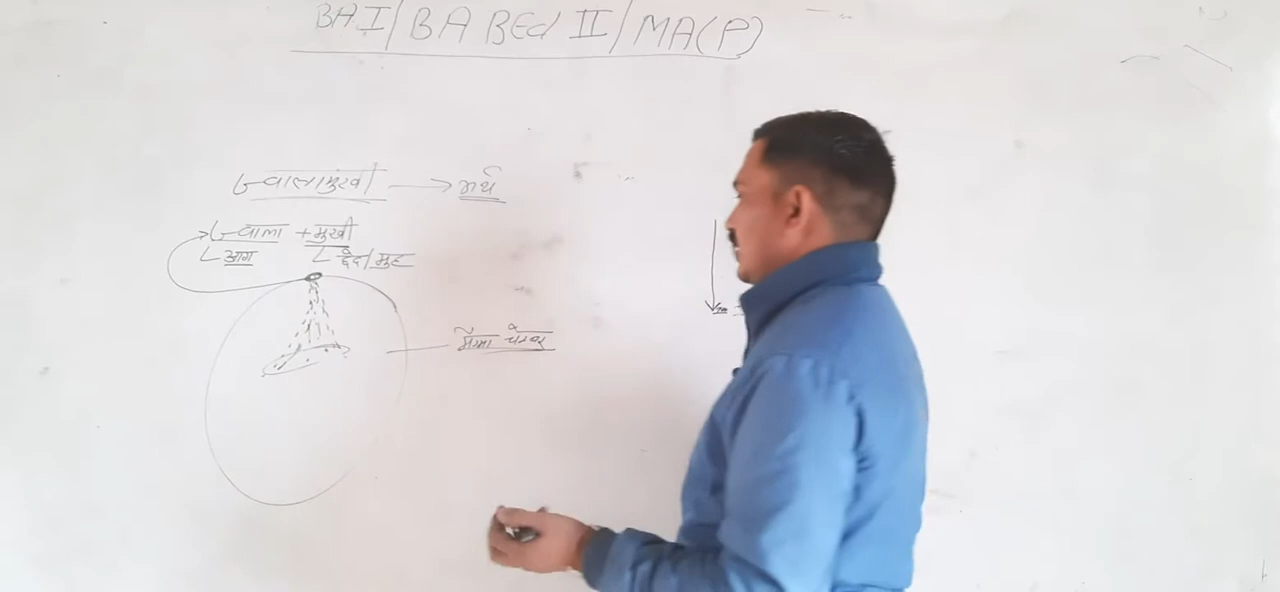 BA I / BA BEd II / MA(P)
ज्वालामुखी → अर्थ
ज्वाला + मुखी
आग छेद/मुह
मैग्मा चेम्बर